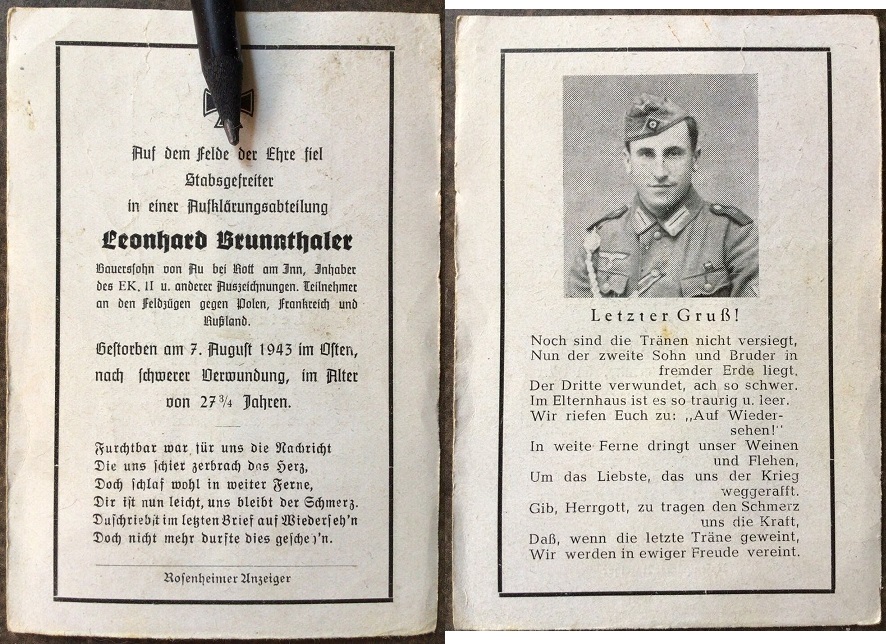 Auf dem Felde der Ehre fiel
Stabsgefreiter
in einer Aufklärungsabteilung
Leonhard Brunnthaler
Bauerssohn von Au bei Rott am Inn, Inhaber
des EK. II u. anderer Auszeichnungen. Teilnehmer
an den Feldzügen gegen Polen, Frankreich und
Rußland.
Gestorben am 7. August 1943 im Osten,
nach schwerer Verwundung, im Alter
von 27 3/4 Jahren.
Furchtbar war für uns die Nachricht
Die uns schier zerbrach das Herz,
Doch schlaf wohl in weiter Ferne,
Dir ist nun leicht, uns bleibt der Schmerz.
Du schriebst im letzten Brief auf Wiederseh'n
Doch nicht mehr durfte dies gescheh'n.
Rosenheimer Anzeiger
Letzter Gruß!
Noch sind die Tränen nicht versiegt,
Nun der zweite Sohn und Bruder in
fremder Erde liegt.
Der Dritte verwundet, ach so schwer.
Im Elternhaus ist es so traurig u. leer.
Wir riefen Euch zu: „Auf Wieder-
sehen!"
In weite Ferne dringt unser Weinen
und Flehen,
Um das Liebste, das uns der Krieg
weggerafft.
Gib, Herrgott, zu tragen den Schmerz
uns die Kraft,
Daß, wenn die letzte Träne geweint,
Wir werden in ewiger Freude vereint.